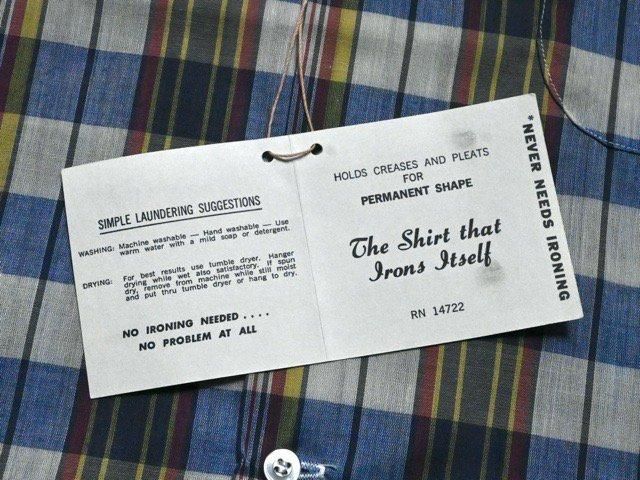 SIMPLE LAUNDERING SUGGESTIONS
WASHING: Machine washable — Hand washable — Use
warm water with a mild soap or detergent.
DRYING: For best results use tumble dryer. Hanger
drying while wet also satisfactory. If spun
dry, remove from machine while still moist
and put thru tumble dryer or hang to dry.
NO IRONING NEEDED ....
NO PROBLEM AT ALL
HOLDS CREASES AND PLEATS
FOR
PERMANENT SHAPE
The Shirt that
Irons Itself
RN 14722
*NEVER NEEDS IRONING